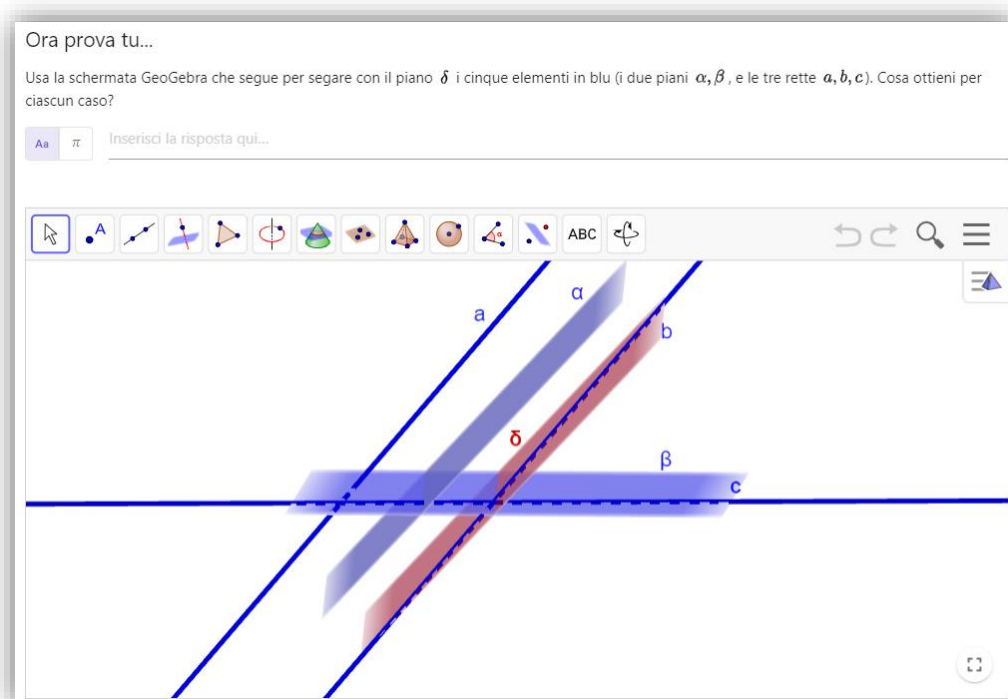 Ora prova tu...
Usa la schermata GeoGebra che segue per segare con il piano δ i cinque elementi in blu (i due piani α, β, e le tre rette a, b, c). Cosa ottieni per
ciascun caso?
Aa π Inserisci la risposta qui...
A α ABC
a α
b
δ
β
c